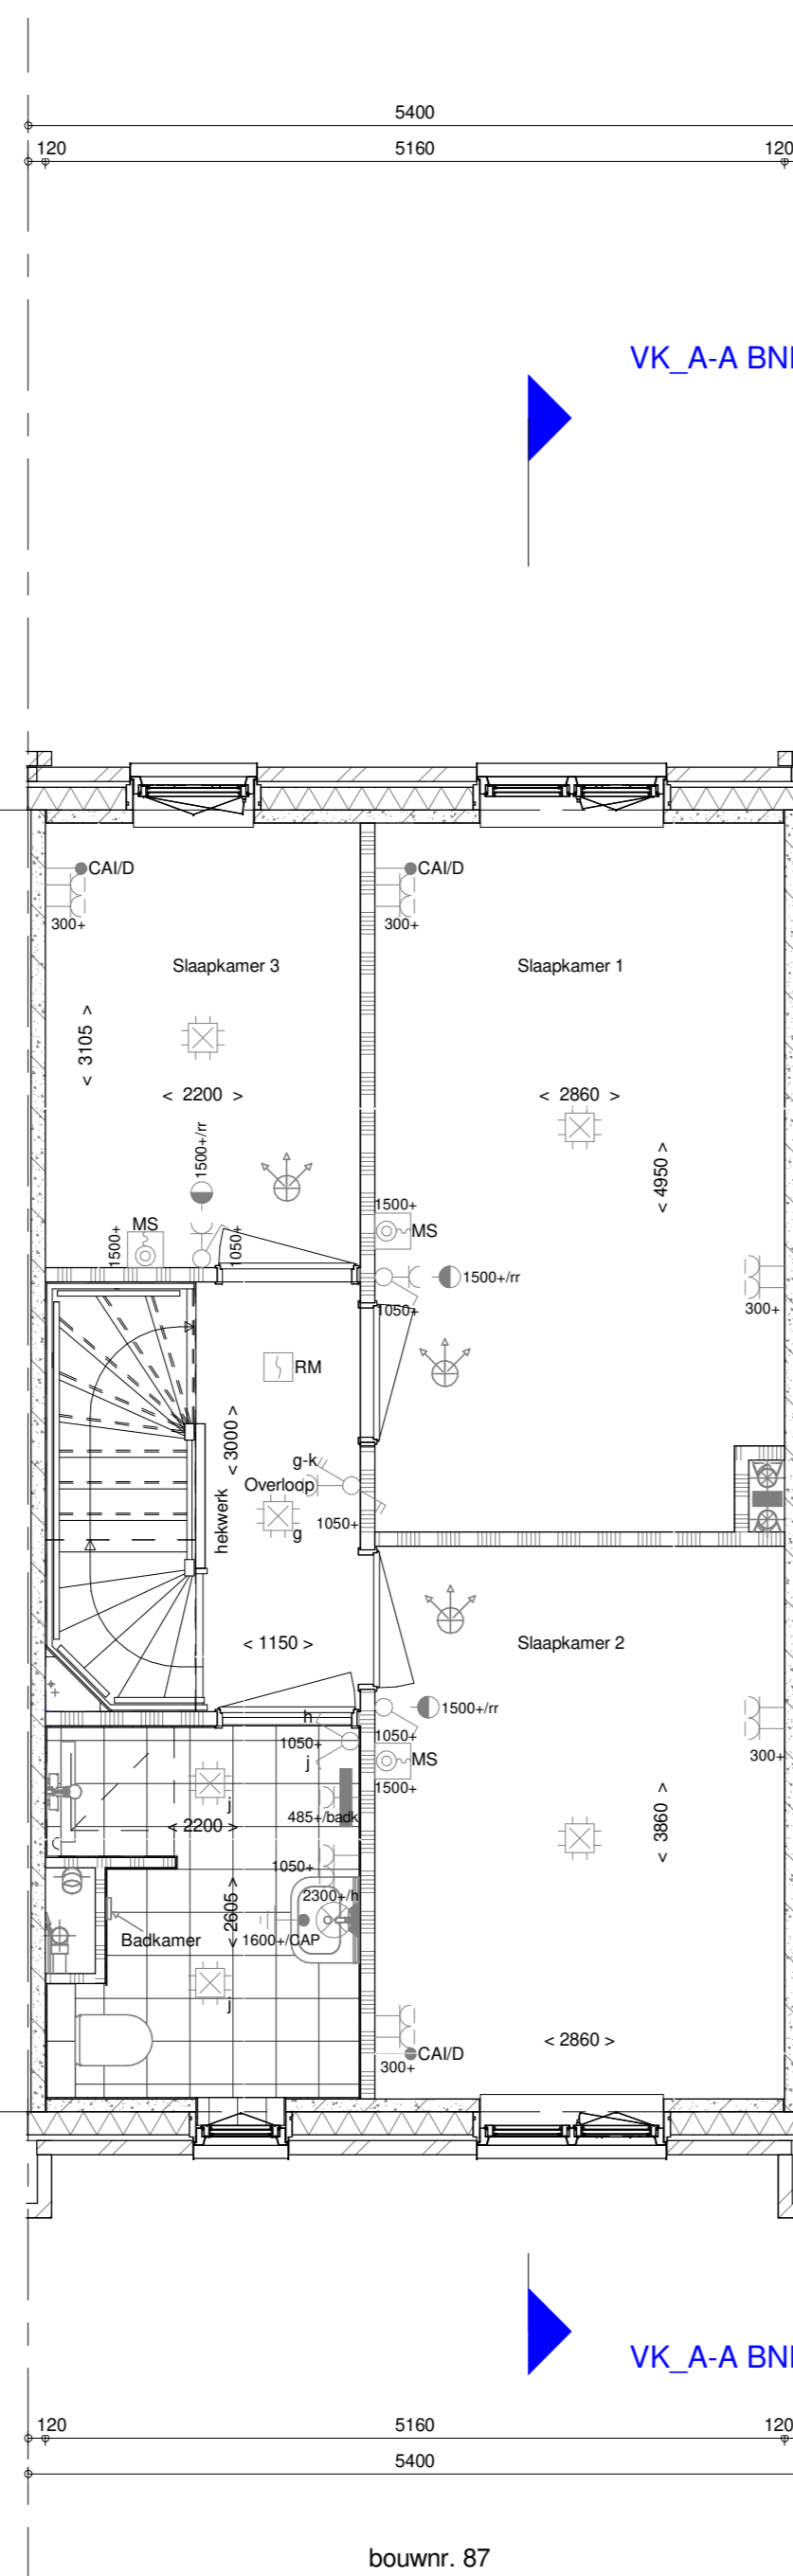 5400
120 5160 120
VK_A-A BNI
CAI/D CAI/D
300+ 300+
Slaapkamer 3 Slaapkamer 1
< 3105 >
< 2200 > < 2860 >
1500+/rr
< 4950 >
1500+
MS MS
1500+ 1050+
1500+/rr
1050+ 300+
RM
< 3000 >
g-k
Overloop
hekwerk
1050+
g
< 1150 > Slaapkamer 2
h
1050+
j
1500+/rr
1050+
MS
1500+
300+
j
485+/badk
< 2200 >
< 3860 >
1050+
2300+/h
< 2605 >
Badkamer 1600+/CAP
j
< 2860 >
CAI/D
300+
VK_A-A BNI
120 5160 120
5400
bouwnr. 87